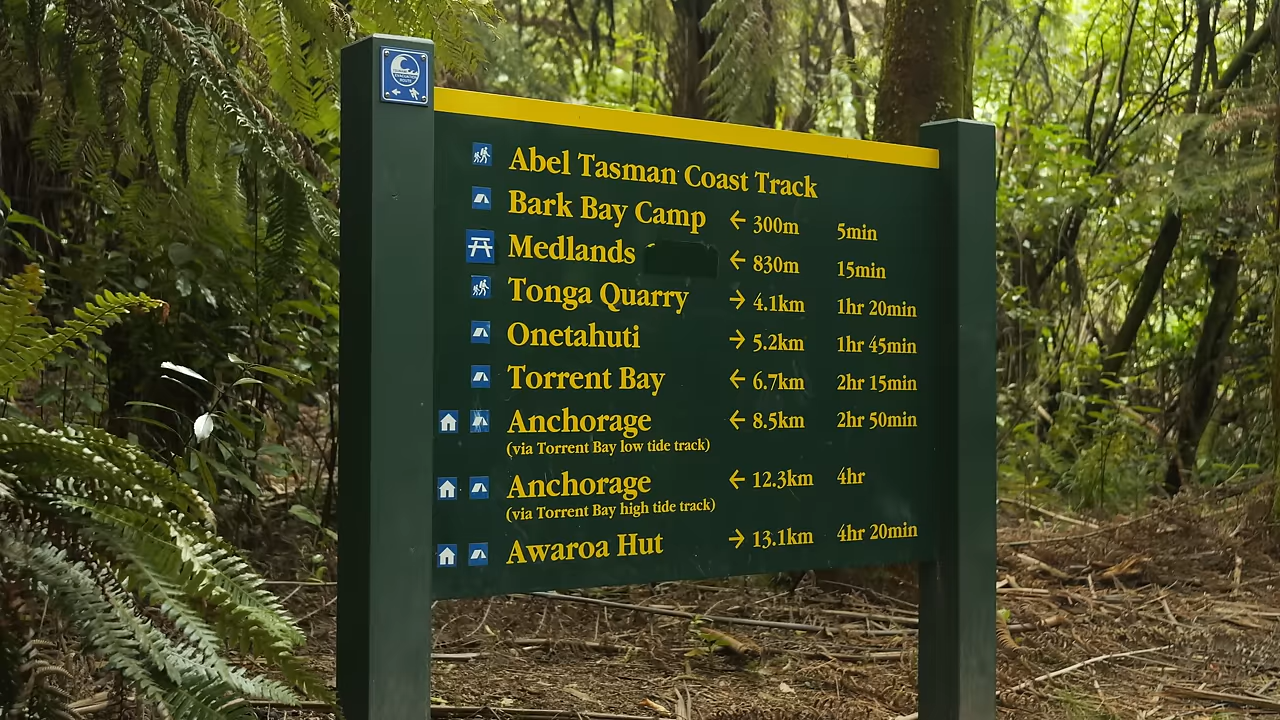 EVACUATION
ROUTE
Abel Tasman Coast Track
Bark Bay Camp ← 300m 5min
Medlands ← 830m 15min
Tonga Quarry → 4.1km 1hr 20min
Onetahuti → 5.2km 1hr 45min
Torrent Bay ← 6.7km 2hr 15min
Anchorage ← 8.5km 2hr 50min
(via Torrent Bay low tide track)
Anchorage ← 12.3km 4hr
(via Torrent Bay high tide track)
Awaroa Hut → 13.1km 4hr 20min